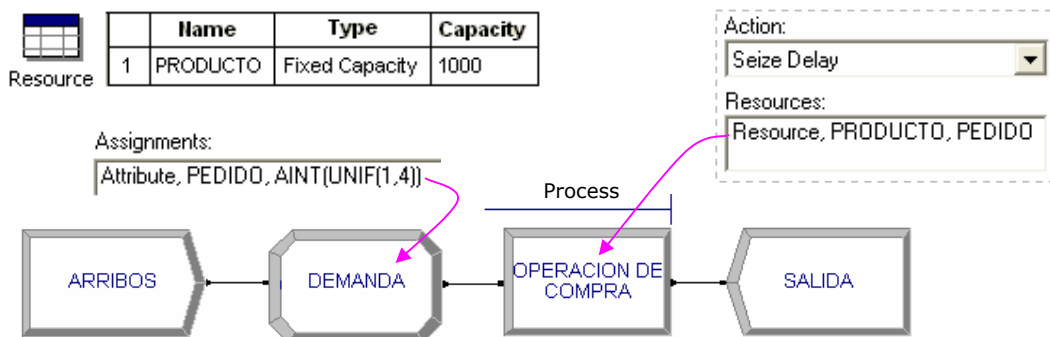 Resource
Name Type Capacity
1 PRODUCTO Fixed Capacity 1000
Action:
Seize Delay
Resources:
Resource, PRODUCTO, PEDIDO
Assignments:
Attribute, PEDIDO, AINT(UNIF(1,4))
Process
ARRIBOS
DEMANDA
OPERACION DE
COMPRA
SALIDA